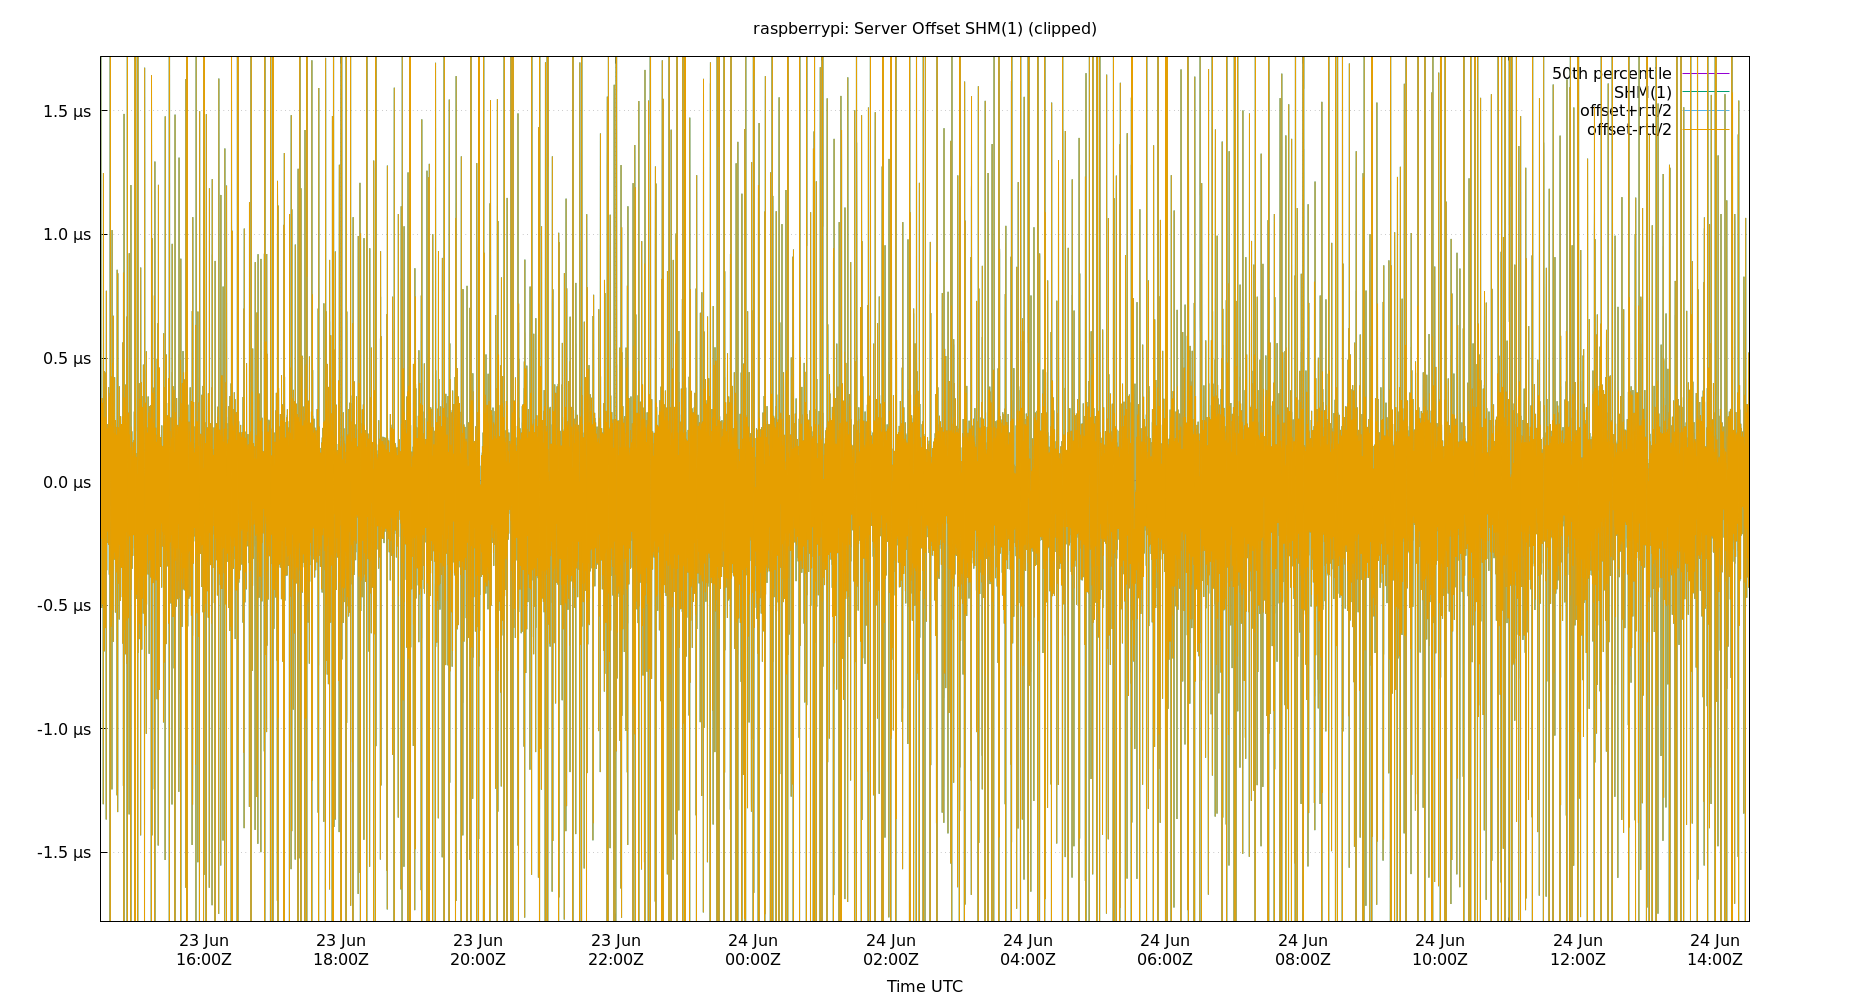 raspberrypi: Server Offset SHM(1) (clipped)
50th percentile
SHM(1)
offset+rtt/2
offset-rtt/2
1.5 µs
1.0 µs
0.5 µs
0.0 µs
-0.5 µs
-1.0 µs
-1.5 µs
23 Jun 23 Jun 23 Jun 23 Jun 24 Jun 24 Jun 24 Jun 24 Jun 24 Jun 24 Jun 24 Jun 24 Jun
16:00Z 18:00Z 20:00Z 22:00Z 00:00Z 02:00Z 04:00Z 06:00Z 08:00Z 10:00Z 12:00Z 14:00Z
Time UTC